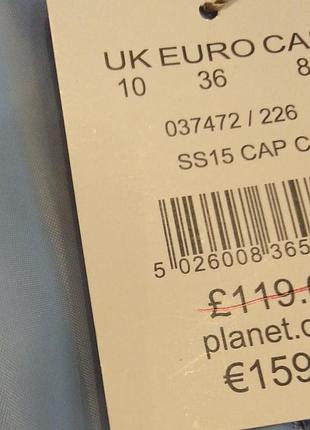 UK EURO CA
10 36 8
037472 / 226
SS15 CAP C
5 026008 365
£119.
planet.c
€159